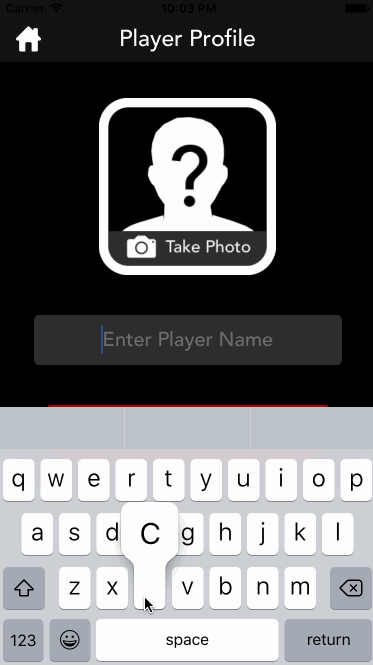 Carrier 10:03 PM
Player Profile
?
Take Photo
Enter Player Name
q w e r t y u i o p
a s d C g h j k l
z x v b n m
123 space return